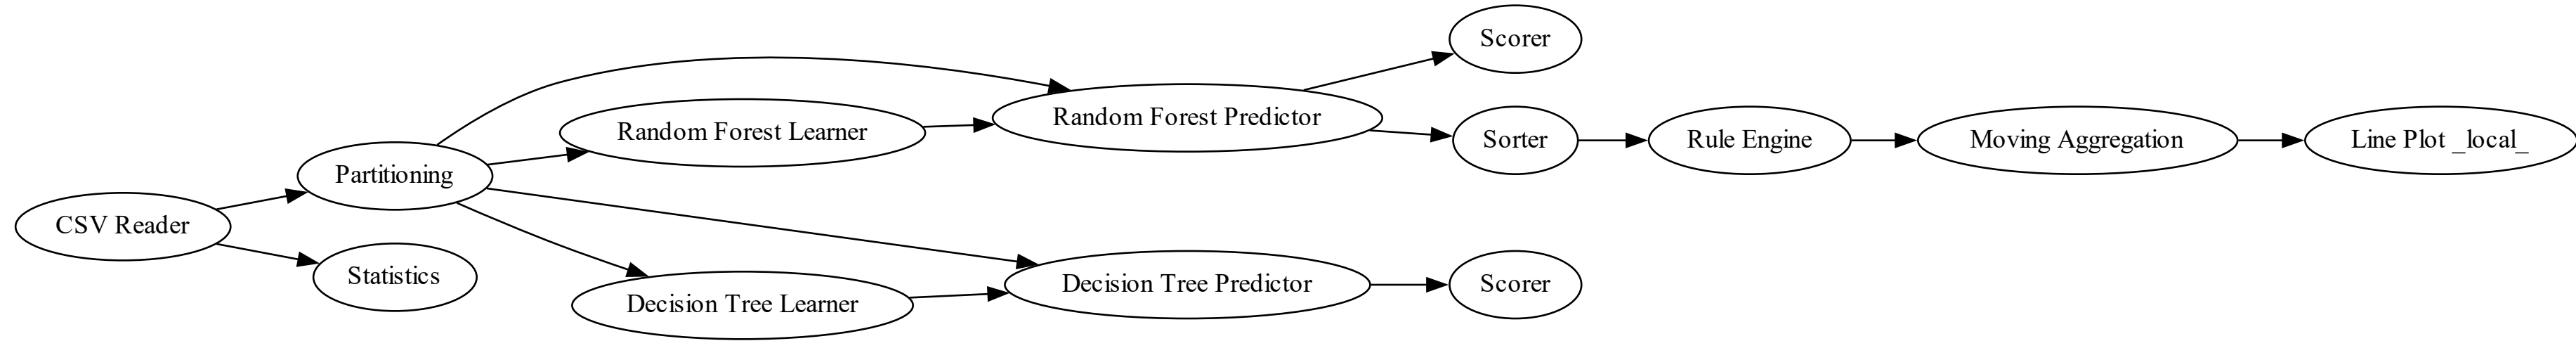 CSV Reader
Partitioning
Statistics
Random Forest Learner
Decision Tree Learner
Random Forest Predictor
Decision Tree Predictor
Scorer
Sorter
Scorer
Rule Engine
Moving Aggregation
Line Plot _local_